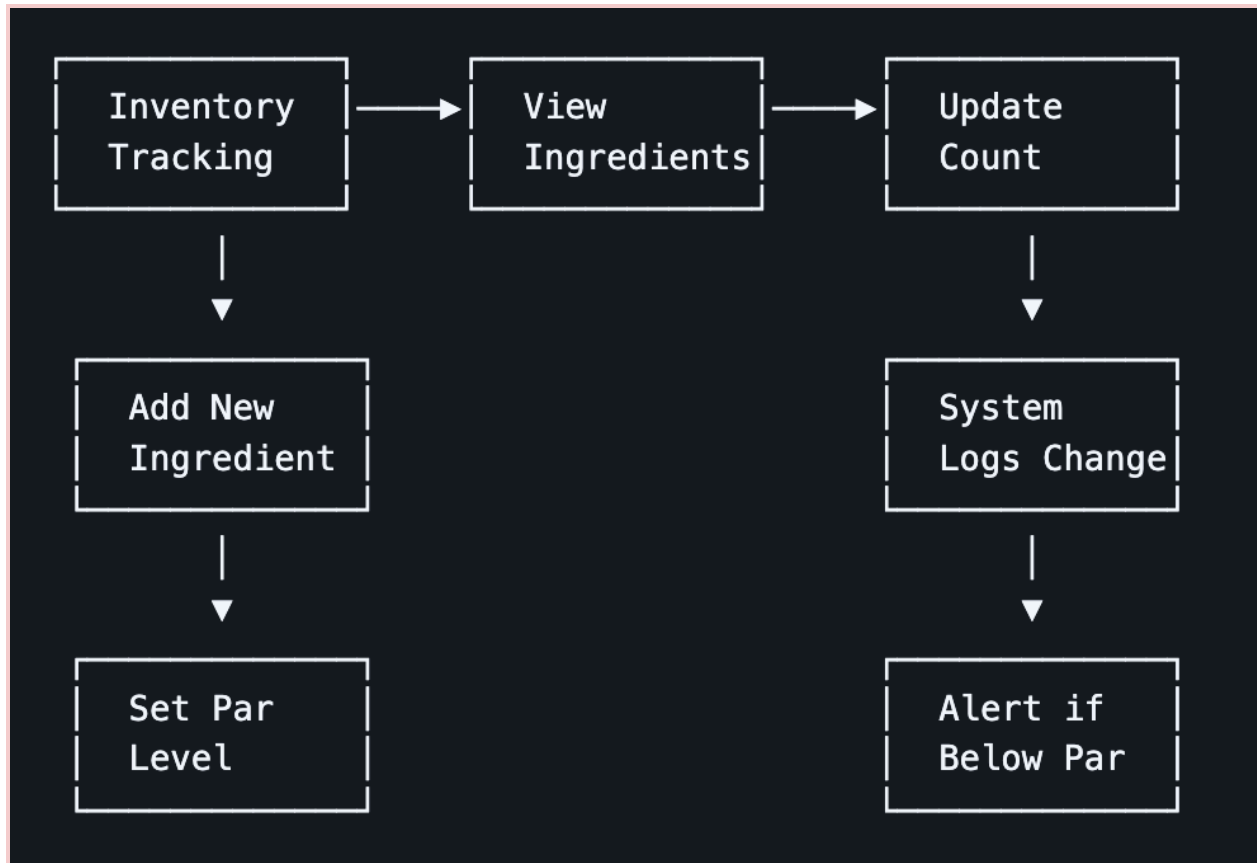 Inventory
Tracking
View
Ingredients
Update
Count
Add New
Ingredient
System
Logs Change
Set Par
Level
Alert if
Below Par